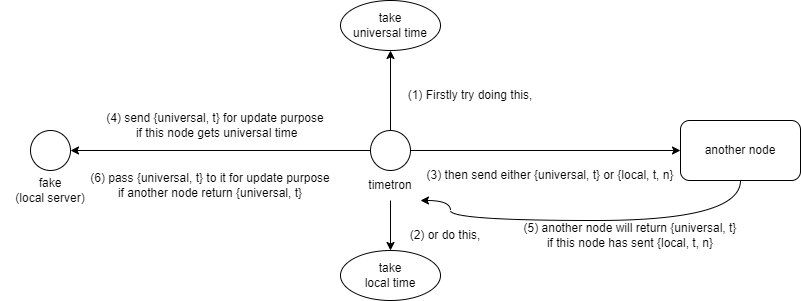 take
universal time
(1) Firstly try doing this,
(4) send {universal, t} for update purpose
if this node gets universal time
another node
fake
(local server)
(6) pass {universal, t} to it for update purpose
if another node return {universal, t}
timetron
(3) then send either {universal, t} or {local, t, n}
(2) or do this,
(5) another node will return {universal, t}
if this node has sent {local, t, n}
take
local time